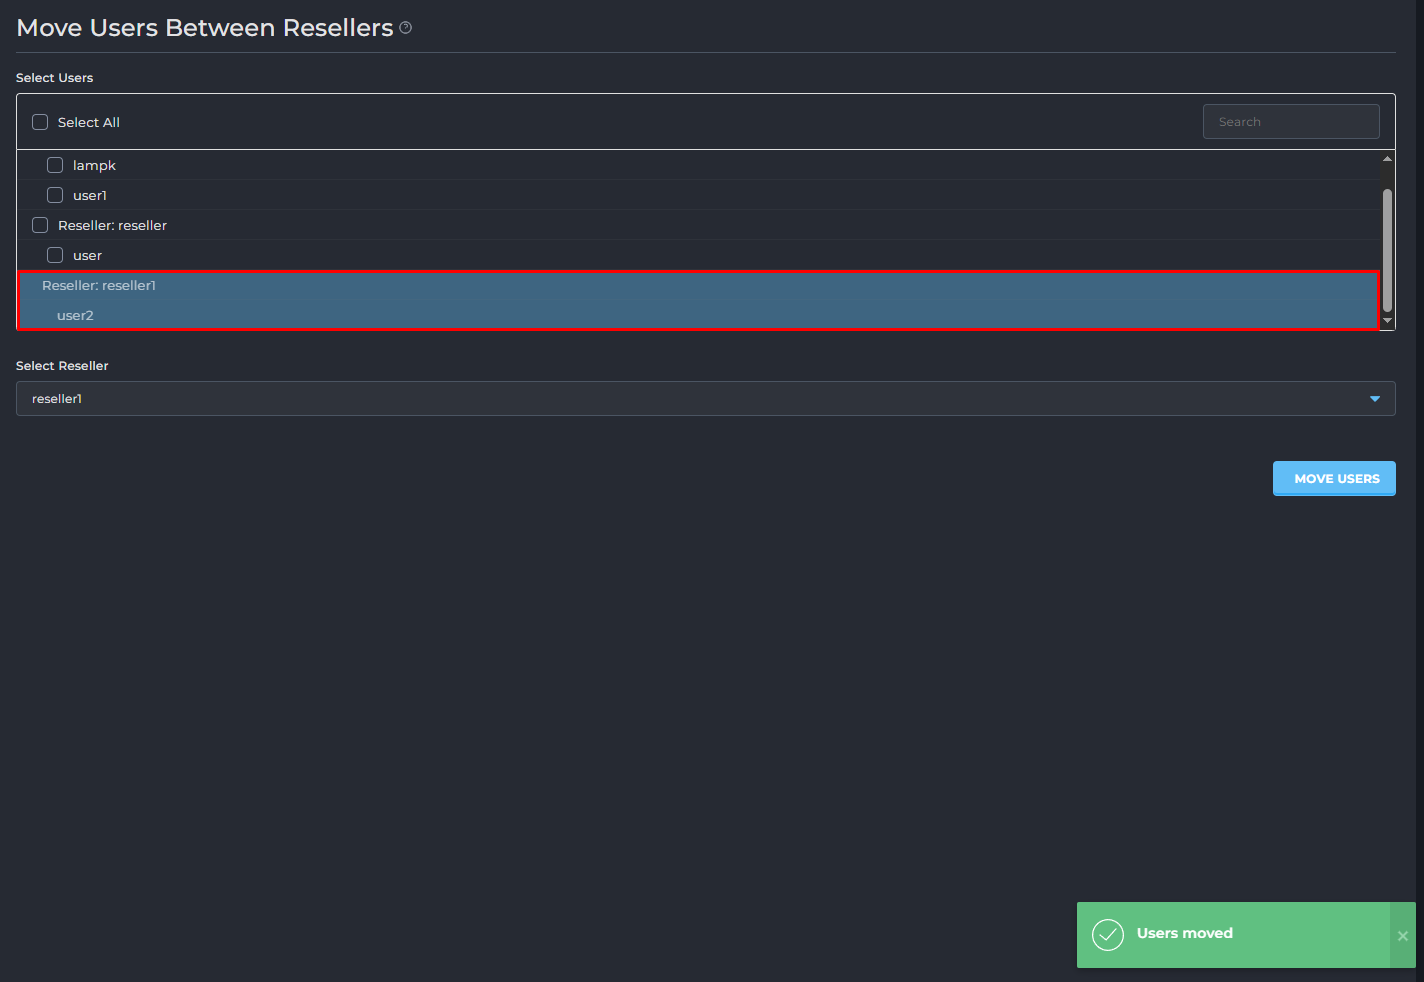 Move Users Between Resellers
Select Users
Select All
Search
lampk
user1
Reseller: reseller
user
Reseller: reseller1
user2
Select Reseller
reseller1
MOVE USERS
Users moved